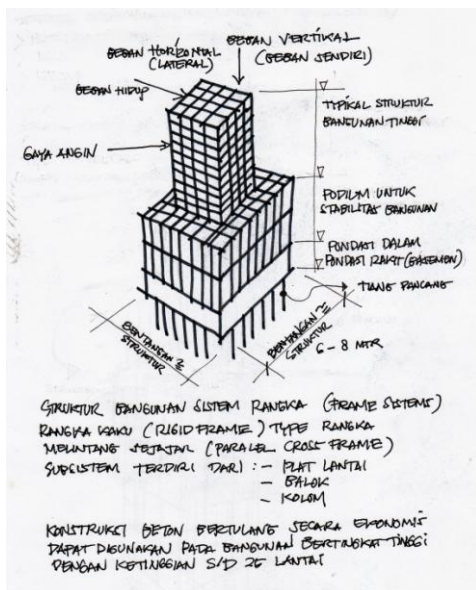 BEBAN HORIZONTAL
(LATERAL)
BEBAN VERTIKAL
(BEBAN SENDIRI)
BEBAN HIDUP
GAYA ANGIN
TYPIKAL STRUKTUR
BANGUNAN TINGGI
PODIUM UNTUK
STABILITAS BANGUNAN
PONDASI DALAM
PONDASI RAKIT (BASEMEN)
TIANG PANCANG
BENTANGAN 2
STRUKTUR
BENTANGAN 2
STRUKTUR
6 - 8 MTR
STRUKTUR BANGUNAN SISTEM RANGKA (FRAME SISTEMS)
RANGKA KAKU (RIGID FRAME) TYPE RANGKA
MELINTANG SEJAJAR (PARALEL CROSS FRAME)
SUBSISTEM TERDIRI DARI : - PLAT LANTAI
- BALOK
- KOLOM
KONSTRUKSI BETON BERTULANG SECARA EKONOMIS
DAPAT DIGUNAKAN PADA BANGUNAN BERTINGKAT TINGGI
DENGAN KETINGGIAN S/D 25 LANTAI